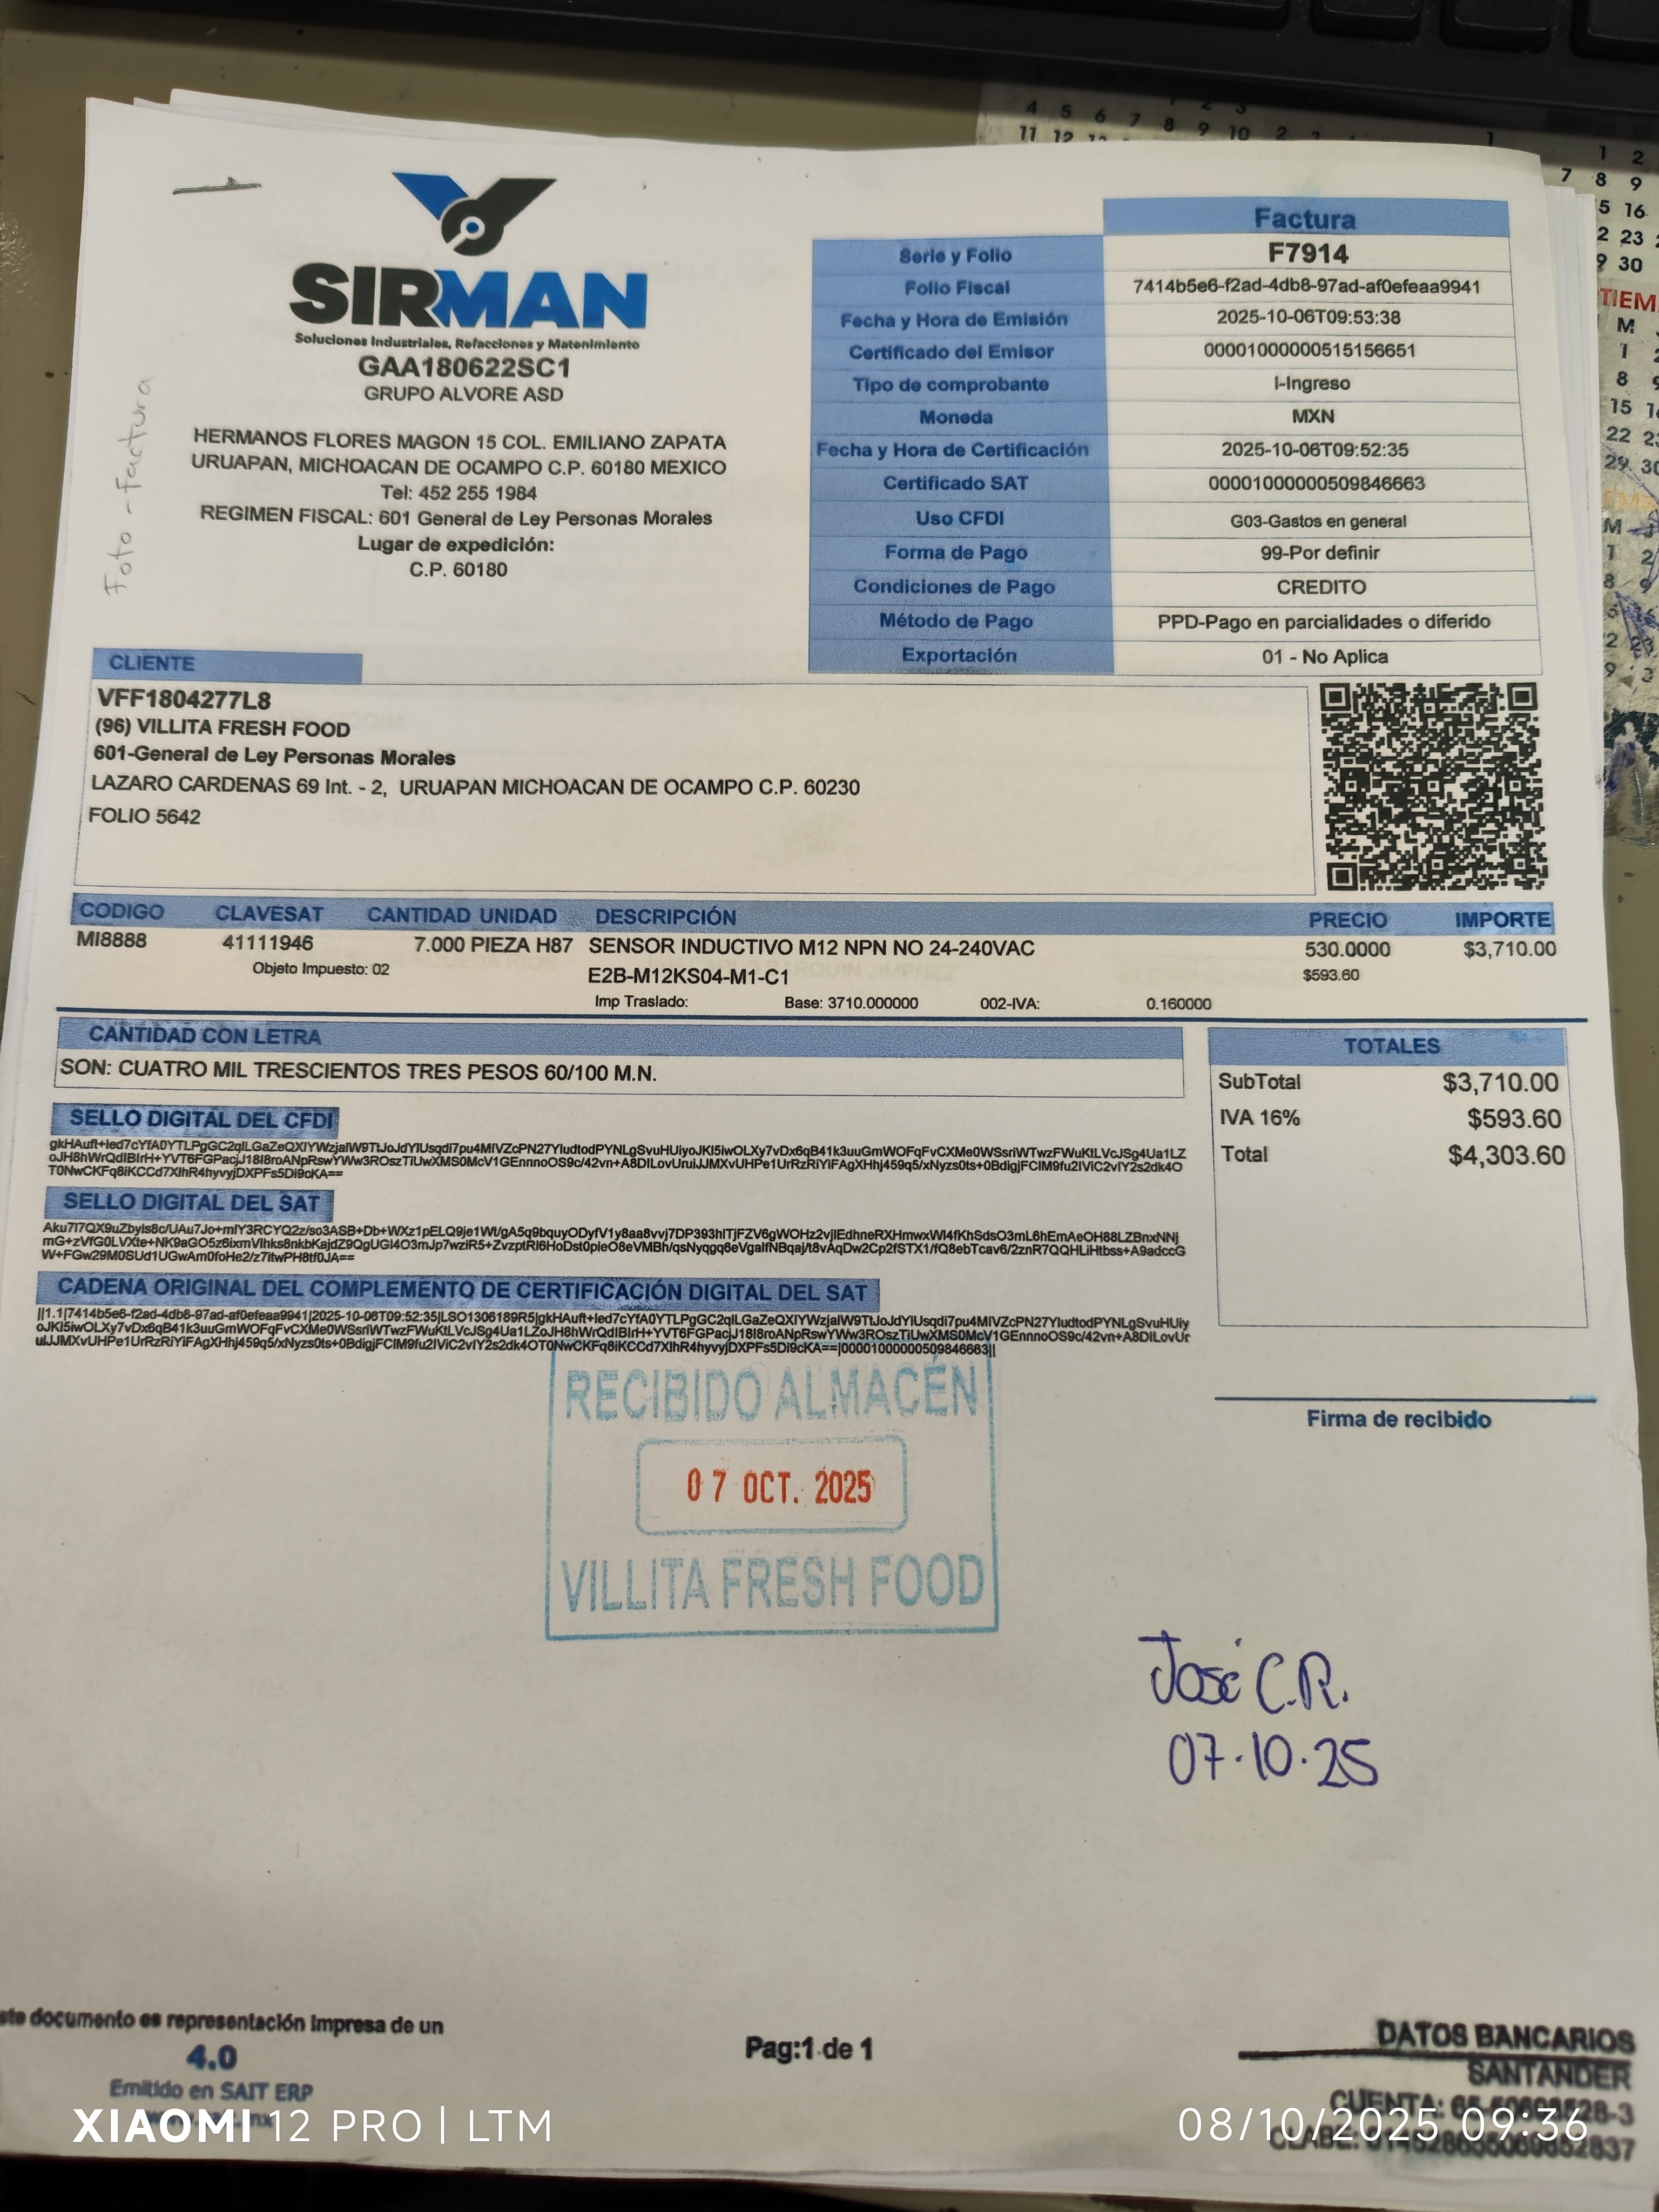 Foto - Factura
SIRMAN
Soluciones Industriales, Refacciones y Matenimiento
GAA180622SC1
GRUPO ALVORE ASD
HERMANOS FLORES MAGON 15 COL. EMILIANO ZAPATA
URUAPAN, MICHOACAN DE OCAMPO C.P. 60180 MEXICO
Tel: 452 255 1984
REGIMEN FISCAL: 601 General de Ley Personas Morales
Lugar de expedición:
C.P. 60180
Factura
Serie y Folio F7914
Folio Fiscal 7414b5e6-f2ad-4db8-97ad-af0efeaa9941
Fecha y Hora de Emisión 2025-10-06T09:53:38
Certificado del Emisor 00001000000515156651
Tipo de comprobante I-Ingreso
Moneda MXN
Fecha y Hora de Certificación 2025-10-06T09:52:35
Certificado SAT 00001000000509846663
Uso CFDI G03-Gastos en general
Forma de Pago 99-Por definir
Condiciones de Pago CREDITO
Método de Pago PPD-Pago en parcialidades o diferido
Exportación 01 - No Aplica
CLIENTE
VFF1804277L8
(96) VILLITA FRESH FOOD
601-General de Ley Personas Morales
LAZARO CARDENAS 69 Int. - 2, URUAPAN MICHOACAN DE OCAMPO C.P. 60230
FOLIO 5642
CODIGO CLAVESAT CANTIDAD UNIDAD DESCRIPCIÓN PRECIO IMPORTE
MI8888 41111946 7.000 PIEZA H87 SENSOR INDUCTIVO M12 NPN NO 24-240VAC 530.0000 $3,710.00
Objeto Impuesto: 02 E2B-M12KS04-M1-C1 $593.60
Imp Traslado: Base: 3710.000000 002-IVA: 0.160000
CANTIDAD CON LETRA
SON: CUATRO MIL TRESCIENTOS TRES PESOS 60/100 M.N.
TOTALES
SubTotal $3,710.00
IVA 16% $593.60
Total $4,303.60
SELLO DIGITAL DEL CFDI
SELLO DIGITAL DEL SAT
CADENA ORIGINAL DEL COMPLEMENTO DE CERTIFICACIÓN DIGITAL DEL SAT
Firma de recibido
RECIBIDO ALMACÉN
07 OCT. 2025
VILLITA FRESH FOOD
José C.R.
07.10.25
documento es representación impresa de un
4.0
Emitido en SAIT ERP
Pag:1 de 1
DATOS BANCARIOS
SANTANDER
CUENTA:
CLABE:
XIAOMI 12 PRO | LTM
08/10/2025 09:36